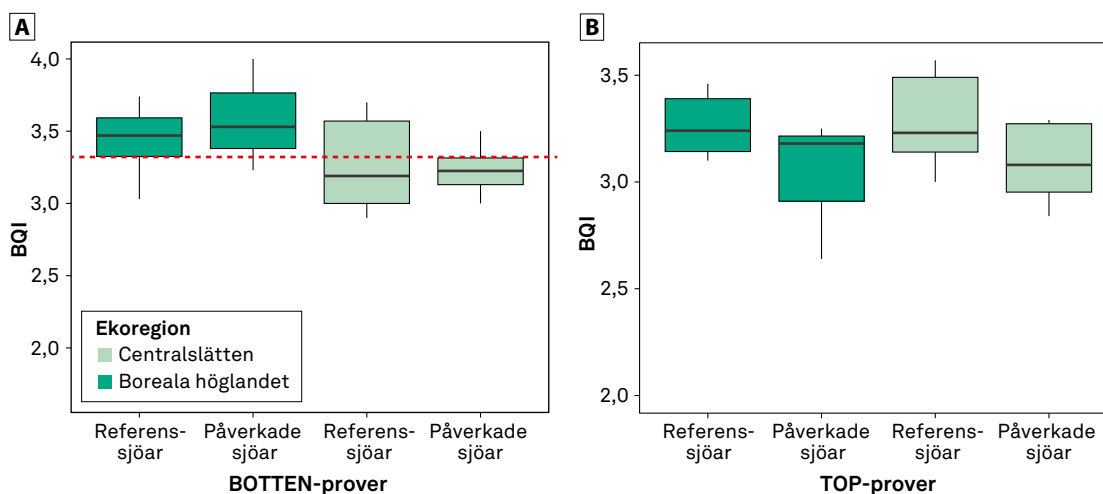 A
BQI
4,0
3,5
3,0
2,5
2,0
Ekoregion
Centralslätten
Boreala höglandet
Referens-
sjöar
Påverkade
sjöar
Referens-
sjöar
Påverkade
sjöar
BOTTEN-prover
B
BQI
3,5
3,0
2,5
2,0
Referens-
sjöar
Påverkade
sjöar
Referens-
sjöar
Påverkade
sjöar
TOP-prover